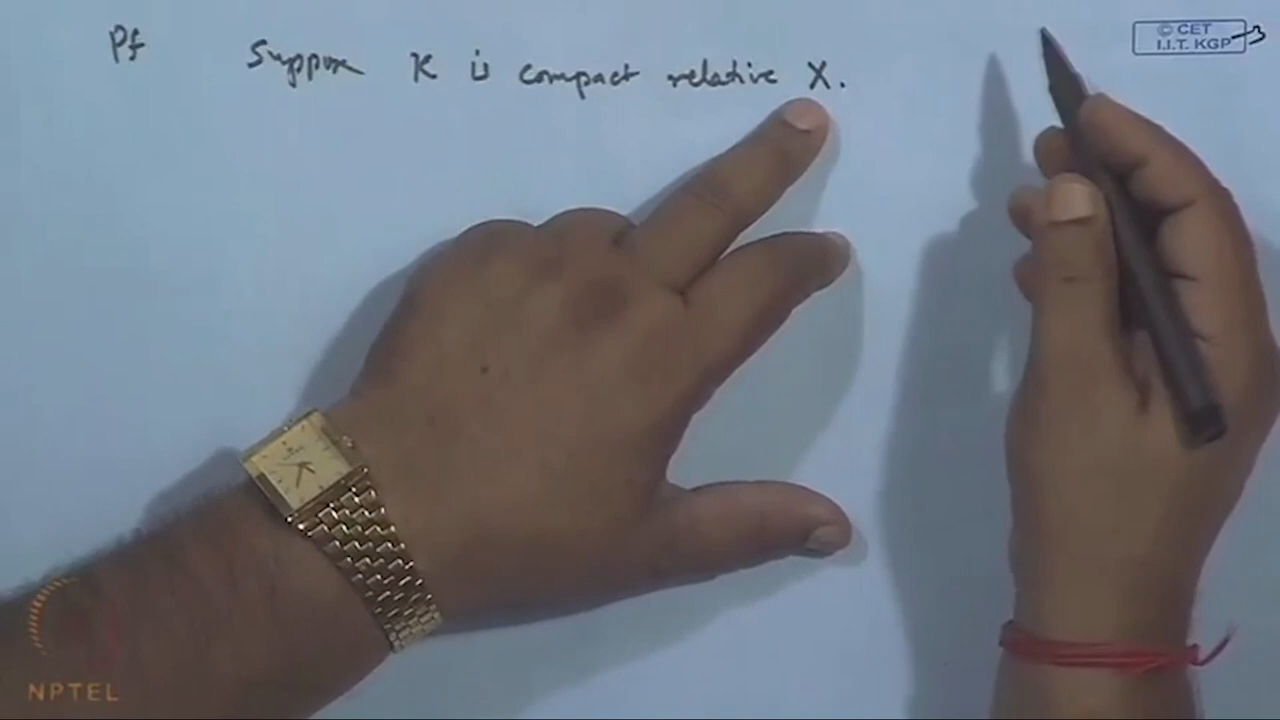 Pf Suppose K is compact relative X.
© CET
I.I.T. KGP
NPTEL